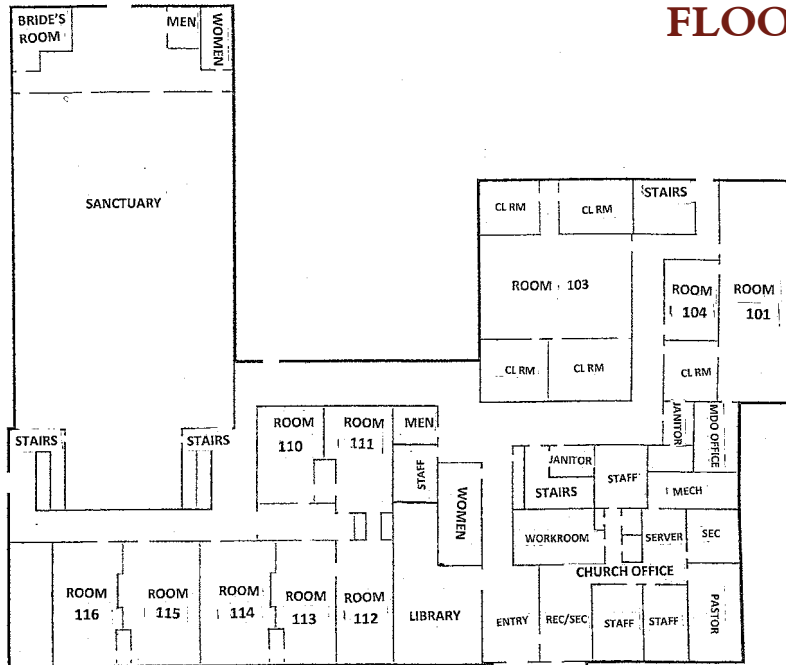 FLOO
BRIDE'S
ROOM
MEN
WOMEN
SANCTUARY
CL RM
CL RM
STAIRS
ROOM 103
ROOM
104
ROOM
101
CL RM
CL RM
CL RM
STAIRS
STAIRS
ROOM
110
ROOM
111
MEN
STAFF
WOMEN
JANITOR
MDO OFFICE
JANITOR
STAIRS
STAFF
MECH
WORKROOM
SERVER
SEC
CHURCH OFFICE
ROOM
116
ROOM
115
ROOM
114
ROOM
113
ROOM
112
LIBRARY
ENTRY
REC/SEC
STAFF
STAFF
PASTOR